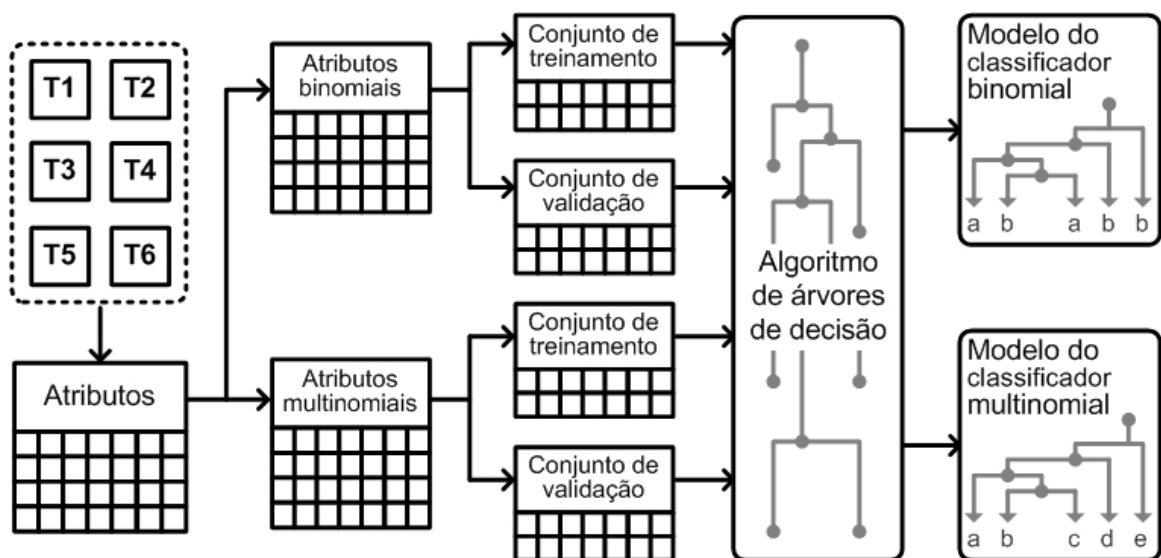 T1
T2
T3
T4
T5
T6
Atributos
Atributos
binomiais
Atributos
multinomiais
Conjunto de
treinamento
Conjunto de
validação
Conjunto de
treinamento
Conjunto de
validação
Algoritmo
de árvores
de decisão
Modelo do
classificador
binomial
a b a b b
Modelo do
classificador
multinomial
a b c d e